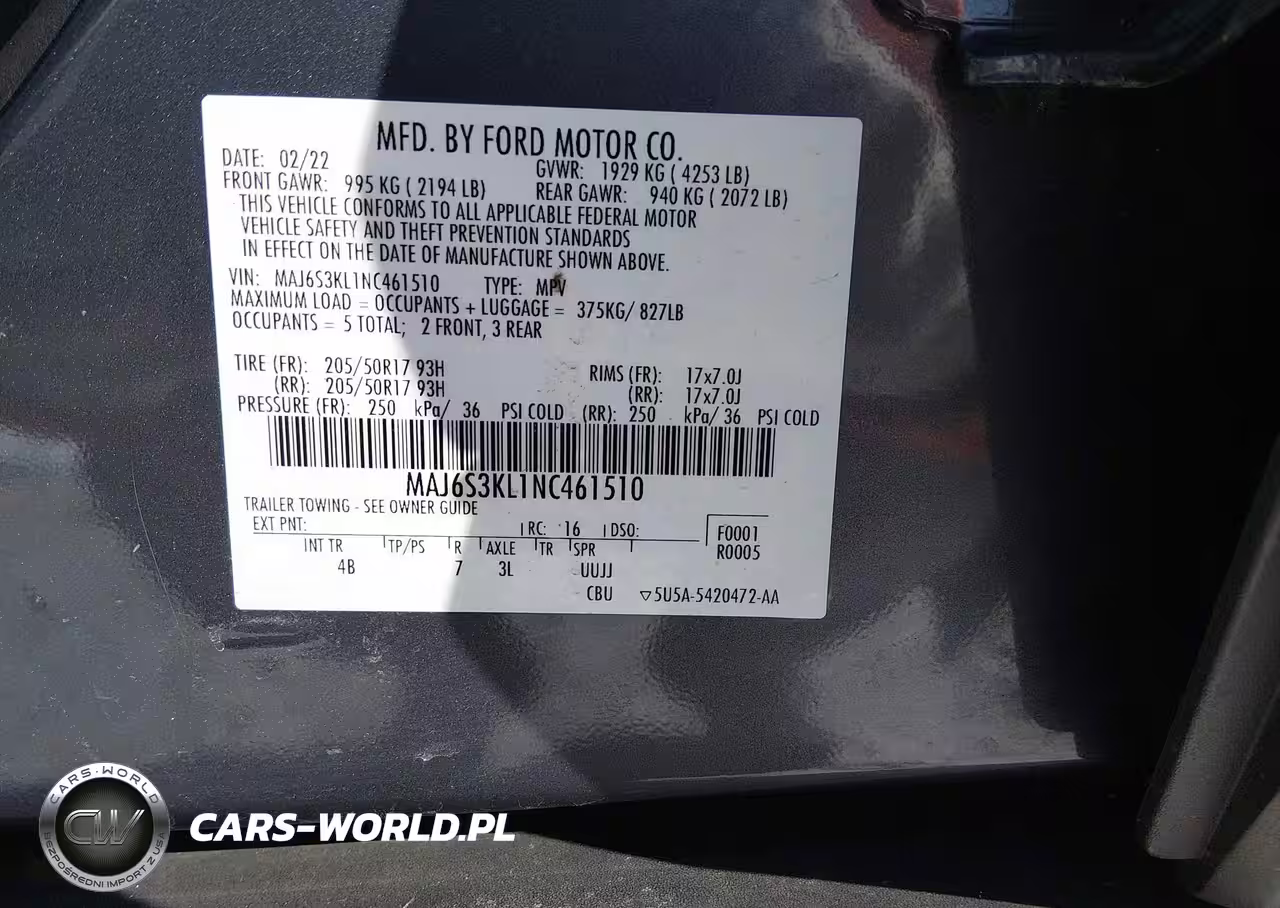 MFD. BY FORD MOTOR CO.
DATE: 02/22 GVWR: 1929 KG ( 4253 LB)
FRONT GAWR: 995 KG ( 2194 LB) REAR GAWR: 940 KG ( 2072 LB)
THIS VEHICLE CONFORMS TO ALL APPLICABLE FEDERAL MOTOR
VEHICLE SAFETY AND THEFT PREVENTION STANDARDS
IN EFFECT ON THE DATE OF MANUFACTURE SHOWN ABOVE.
VIN: MAJ6S3KL1NC461510 TYPE: MPV
MAXIMUM LOAD = OCCUPANTS + LUGGAGE = 375KG/ 827LB
OCCUPANTS = 5 TOTAL; 2 FRONT, 3 REAR
TIRE (FR): 205/50R17 93H RIMS (FR): 17x7.0J
(RR): 205/50R17 93H (RR): 17x7.0J
PRESSURE (FR): 250 kPa/ 36 PSI COLD (RR): 250 kPa/ 36 PSI COLD
MAJ6S3KL1NC461510
TRAILER TOWING - SEE OWNER GUIDE
EXT PNT: RC: 16 DSO: F0001
R0005
INT TR TP/PS R AXLE TR SPR
4B 7 3L UUJJ
CBU ▽5U5A-5420472-AA
CARS-WORLD
CW
BEZPOŚREDNI IMPORT Z USA
CARS-WORLD.PL